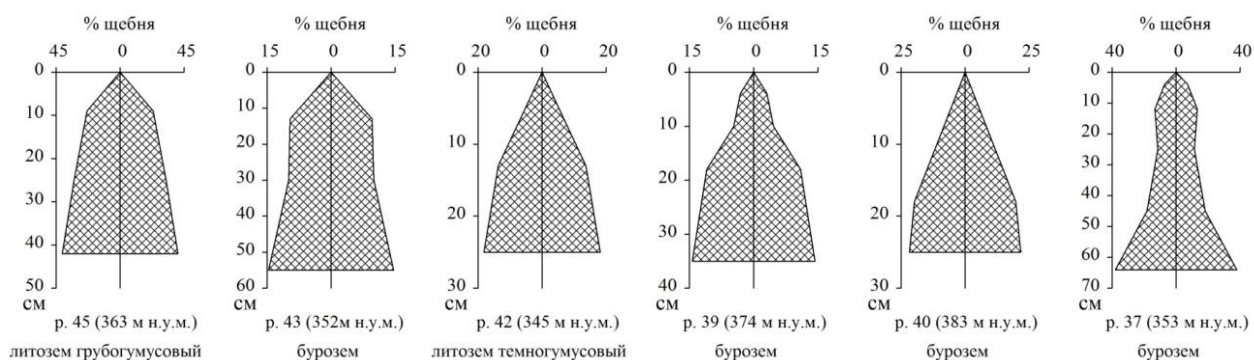 % щебня
45 0 45
0
10
20
30
40
50
см
р. 45 (363 м н.у.м.)
литозем грубогумусовый
% щебня
15 0 15
0
10
20
30
40
50
60
см
р. 43 (352м н.у.м.)
бурозем
% щебня
20 0 20
0
10
20
30
см
р. 42 (345 м н.у.м.)
литозем темногумусовый
% щебня
15 0 15
0
10
20
30
40
см
р. 39 (374 м н.у.м.)
бурозем
% щебня
25 0 25
0
10
20
30
см
р. 40 (383 м н.у.м.)
бурозем
% щебня
40 0 40
0
10
20
30
40
50
60
70
см
р. 37 (353 м н.у.м.)
бурозем